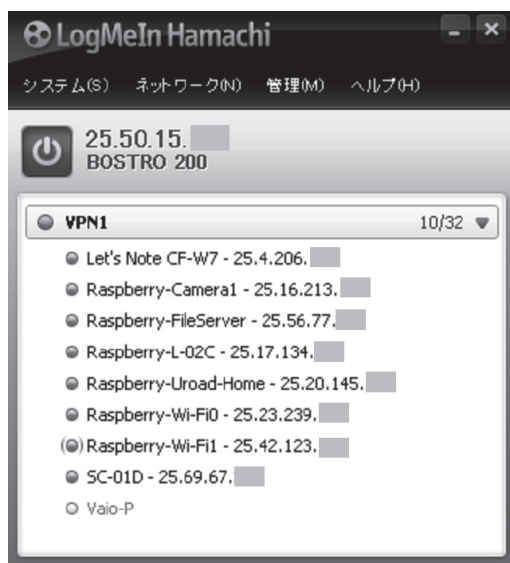 LogMeIn Hamachi
システム(S) ネットワーク(N) 管理(M) ヘルプ(H)
25.50.15.
BOSTRO 200
VPN1 10/32
Let's Note CF-W7 - 25.4.206.
Raspberry-Camera1 - 25.16.213.
Raspberry-FileServer - 25.56.77.
Raspberry-L-02C - 25.17.134.
Raspberry-Uroad-Home - 25.20.145.
Raspberry-Wi-Fi0 - 25.23.239.
Raspberry-Wi-Fi1 - 25.42.123.
SC-01D - 25.69.67.
Vaio-P